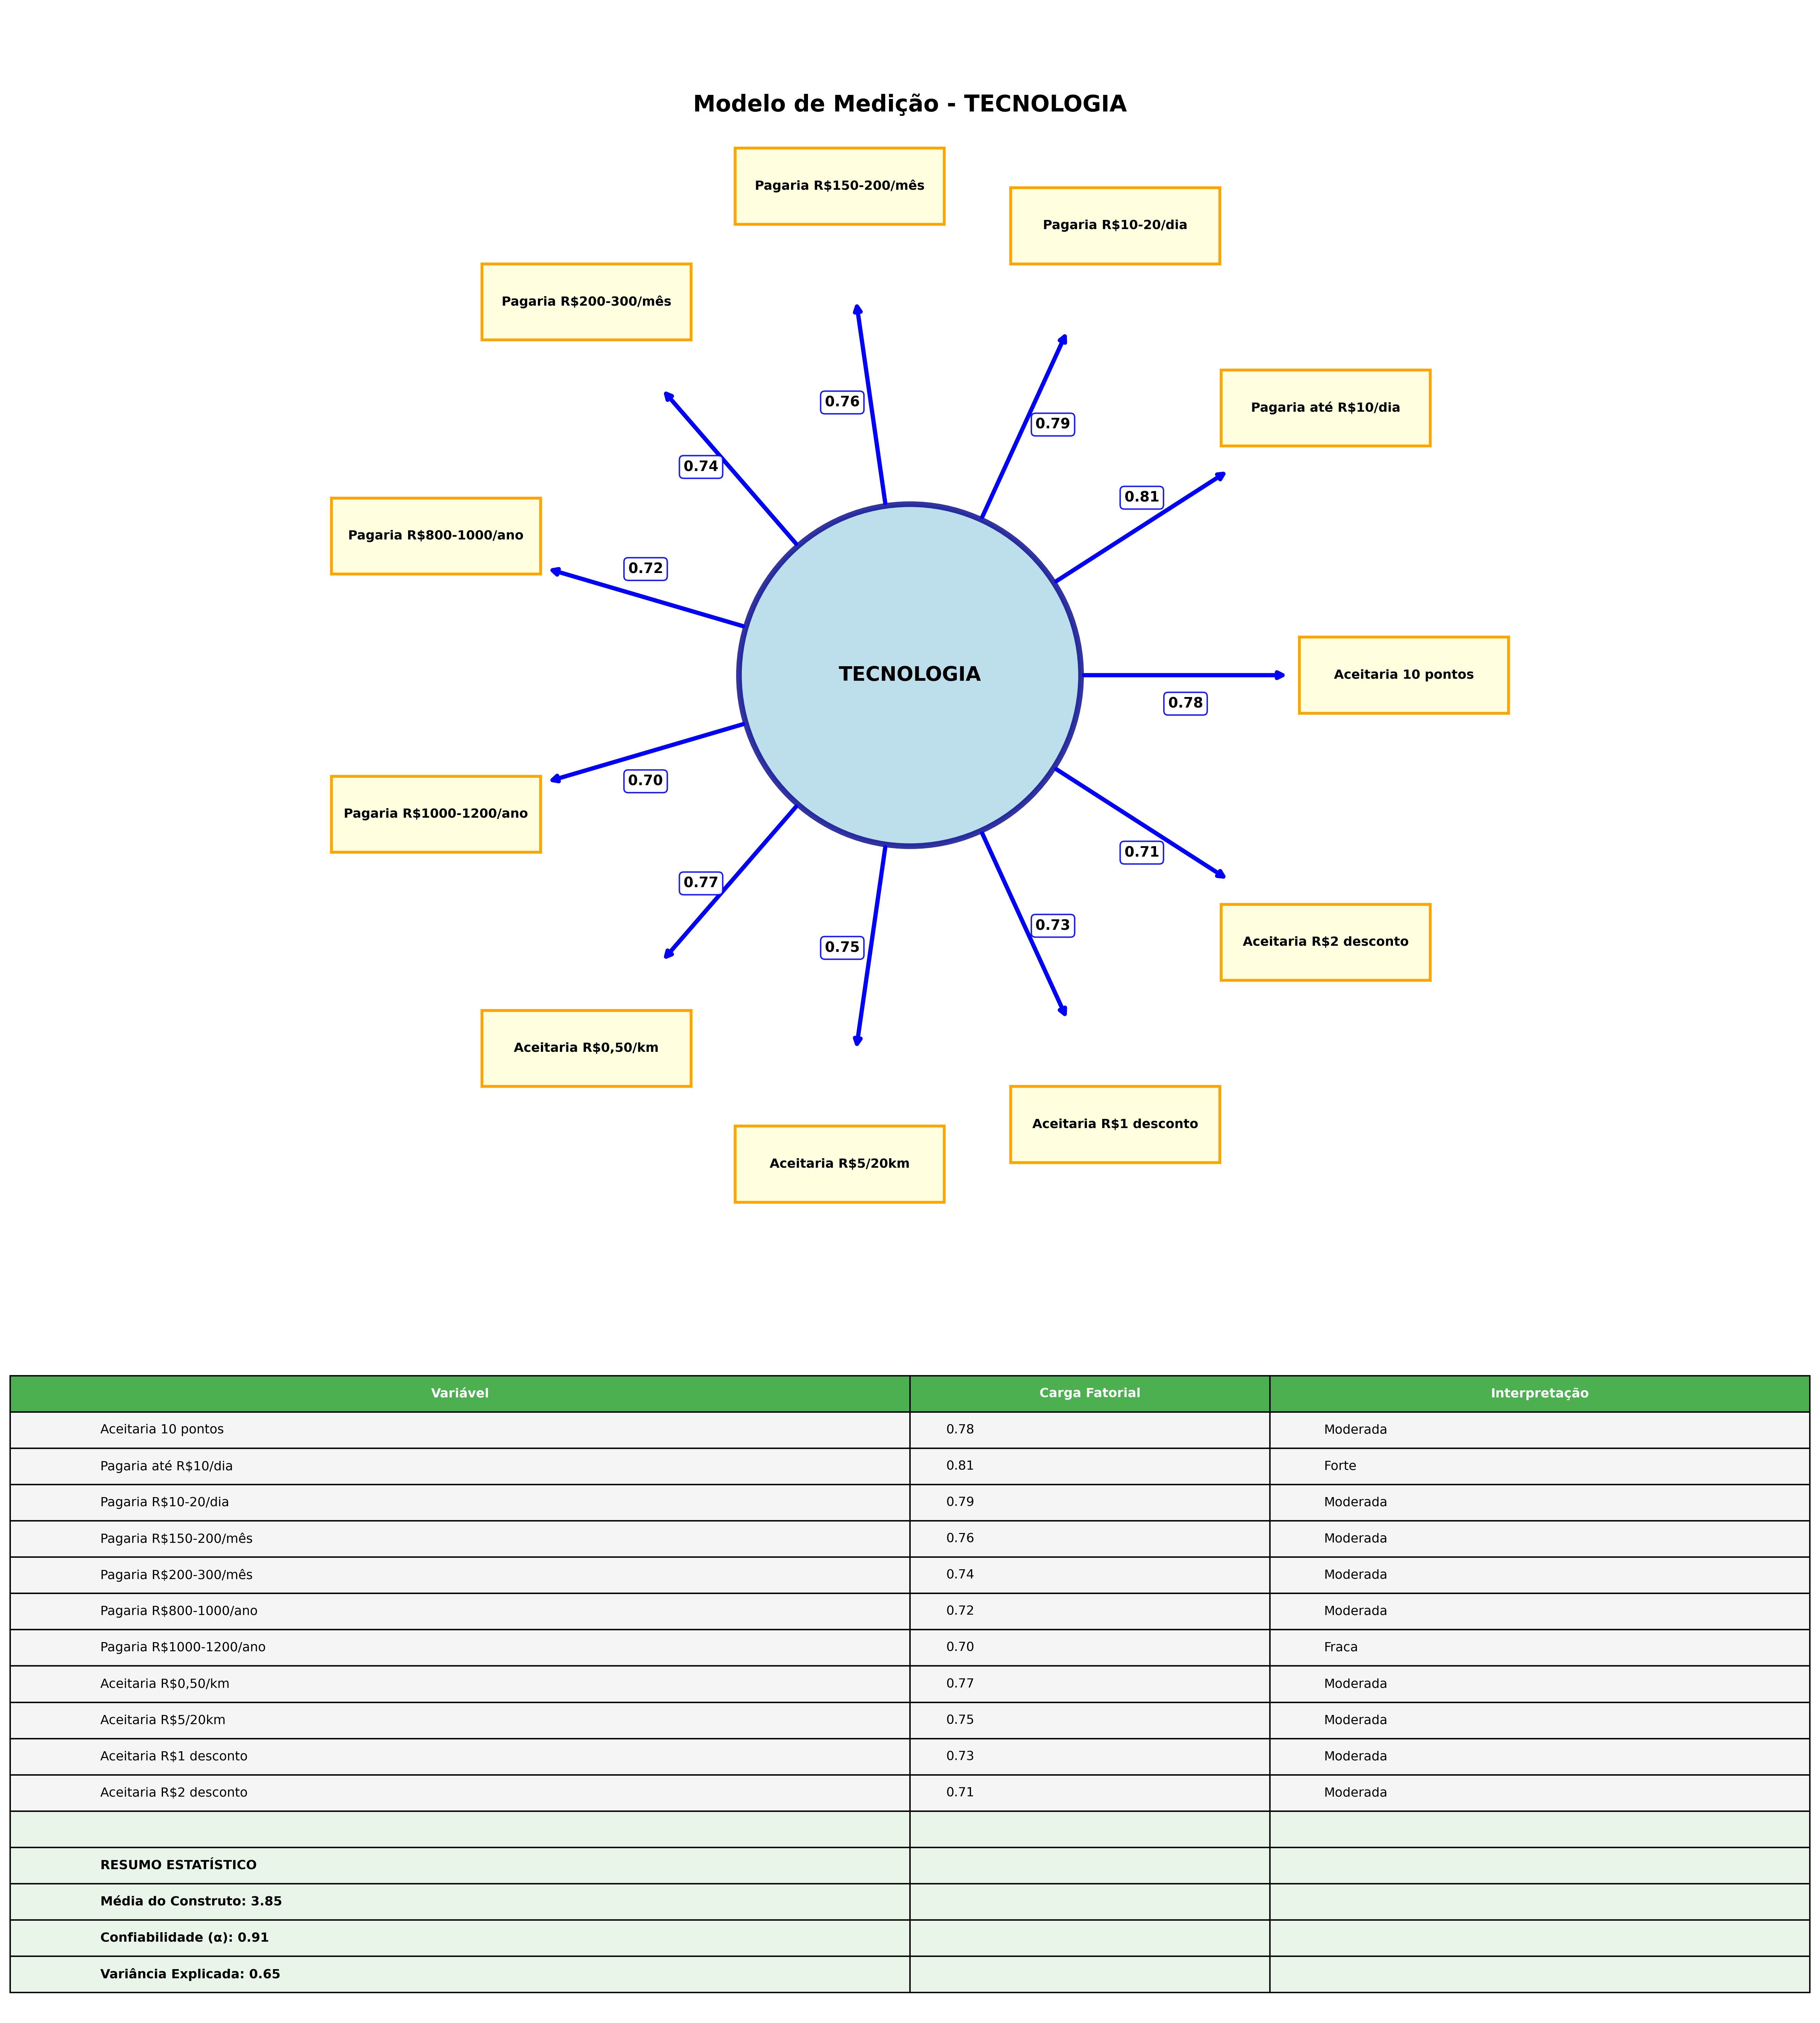 Modelo de Medição - TECNOLOGIA
Pagaria R$150-200/mês
Pagaria R$10-20/dia
Pagaria R$200-300/mês
Pagaria até R$10/dia
0.76
0.79
0.74
0.81
Pagaria R$800-1000/ano
0.72
TECNOLOGIA
Aceitaria 10 pontos
0.78
0.70
Pagaria R$1000-1200/ano
0.71
0.77
0.73
0.75
Aceitaria R$2 desconto
Aceitaria R$0,50/km
Aceitaria R$1 desconto
Aceitaria R$5/20km
Variável Carga Fatorial Interpretação
Aceitaria 10 pontos 0.78 Moderada
Pagaria até R$10/dia 0.81 Forte
Pagaria R$10-20/dia 0.79 Moderada
Pagaria R$150-200/mês 0.76 Moderada
Pagaria R$200-300/mês 0.74 Moderada
Pagaria R$800-1000/ano 0.72 Moderada
Pagaria R$1000-1200/ano 0.70 Fraca
Aceitaria R$0,50/km 0.77 Moderada
Aceitaria R$5/20km 0.75 Moderada
Aceitaria R$1 desconto 0.73 Moderada
Aceitaria R$2 desconto 0.71 Moderada
RESUMO ESTATÍSTICO
Média do Construto: 3.85
Confiabilidade (α): 0.91
Variância Explicada: 0.65